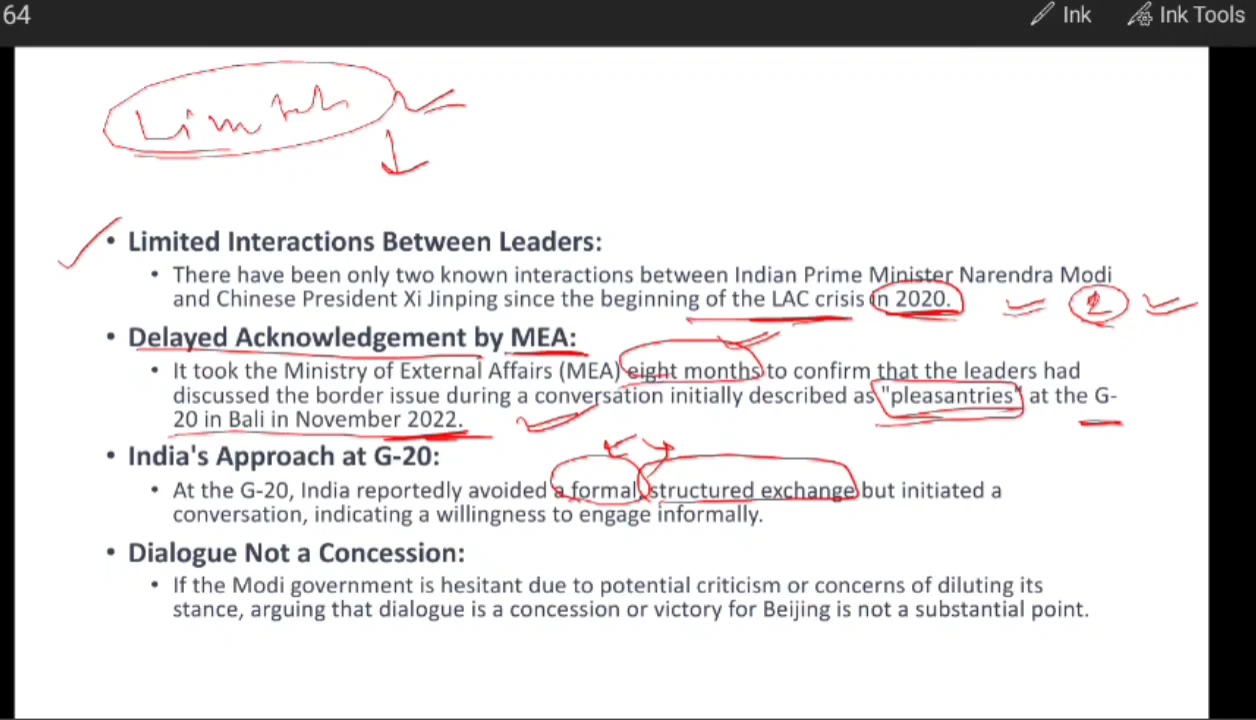 64
Ink
Ink Tools
• Limited Interactions Between Leaders:
• There have been only two known interactions between Indian Prime Minister Narendra Modi
and Chinese President Xi Jinping since the beginning of the LAC crisis in 2020.
• Delayed Acknowledgement by MEA:
• It took the Ministry of External Affairs (MEA) eight months to confirm that the leaders had
discussed the border issue during a conversation initially described as "pleasantries" at the G-
20 in Bali in November 2022.
• India's Approach at G-20:
• At the G-20, India reportedly avoided a formal, structured exchange but initiated a
conversation, indicating a willingness to engage informally.
• Dialogue Not a Concession:
• If the Modi government is hesitant due to potential criticism or concerns of diluting its
stance, arguing that dialogue is a concession or victory for Beijing is not a substantial point.